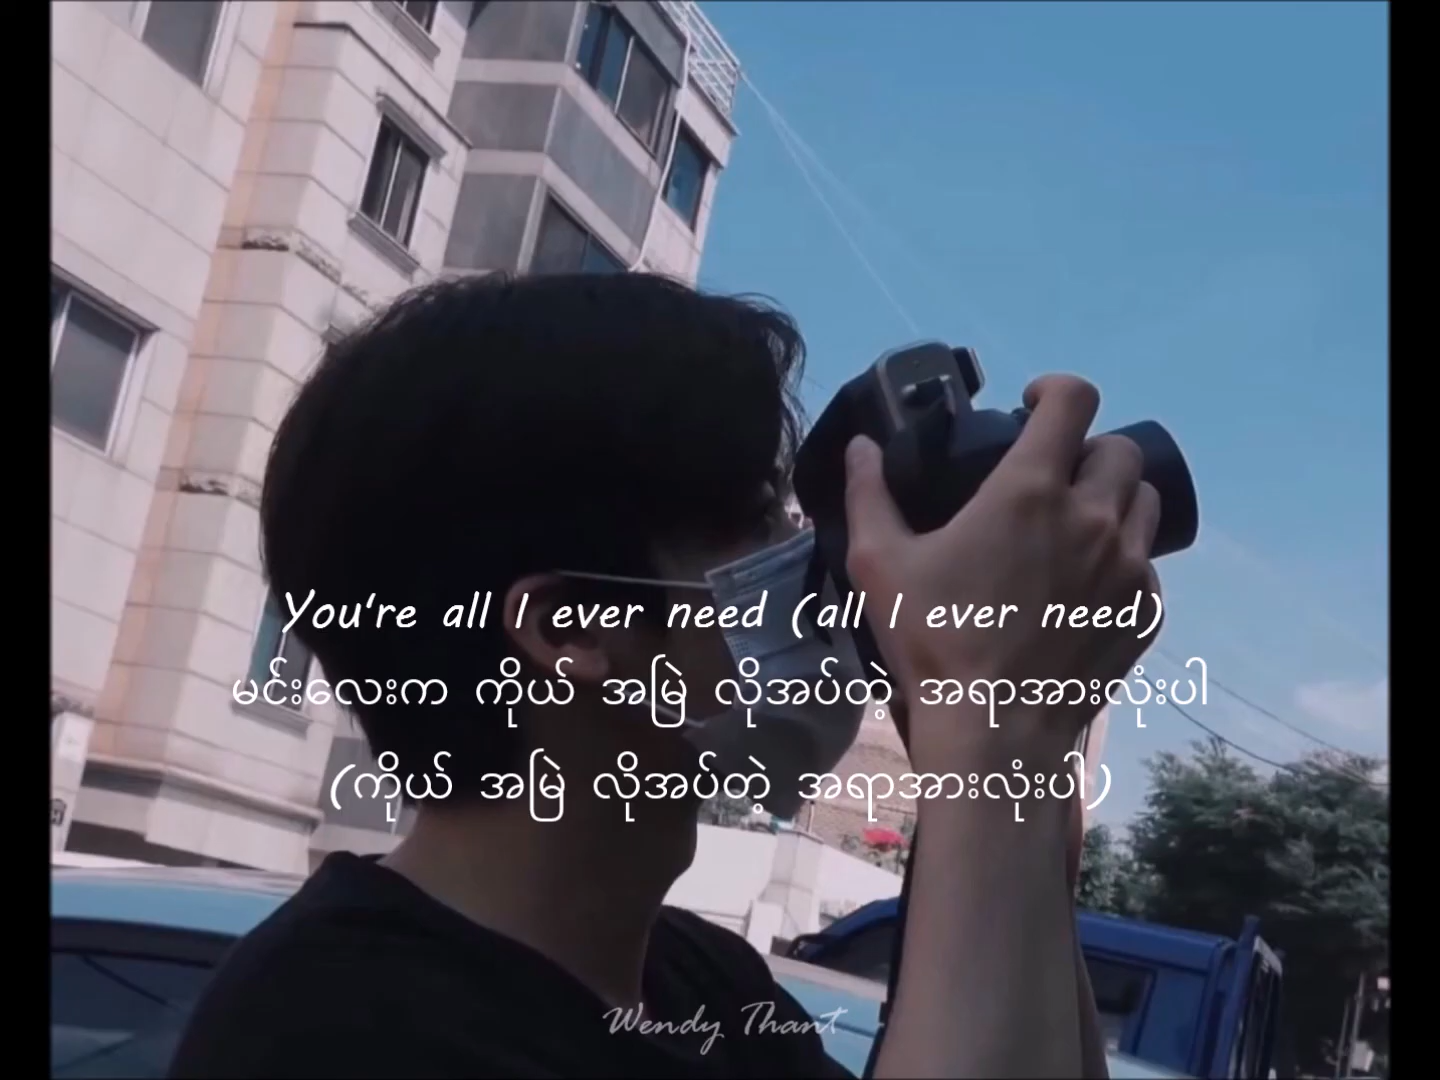 You're all I ever need (all I ever need)
မင်းလေးက ကိုယ် အမြဲ လိုအပ်တဲ့ အရာအားလုံးပါ
(ကိုယ် အမြဲ လိုအပ်တဲ့ အရာအားလုံးပါ)
Wendy Thant